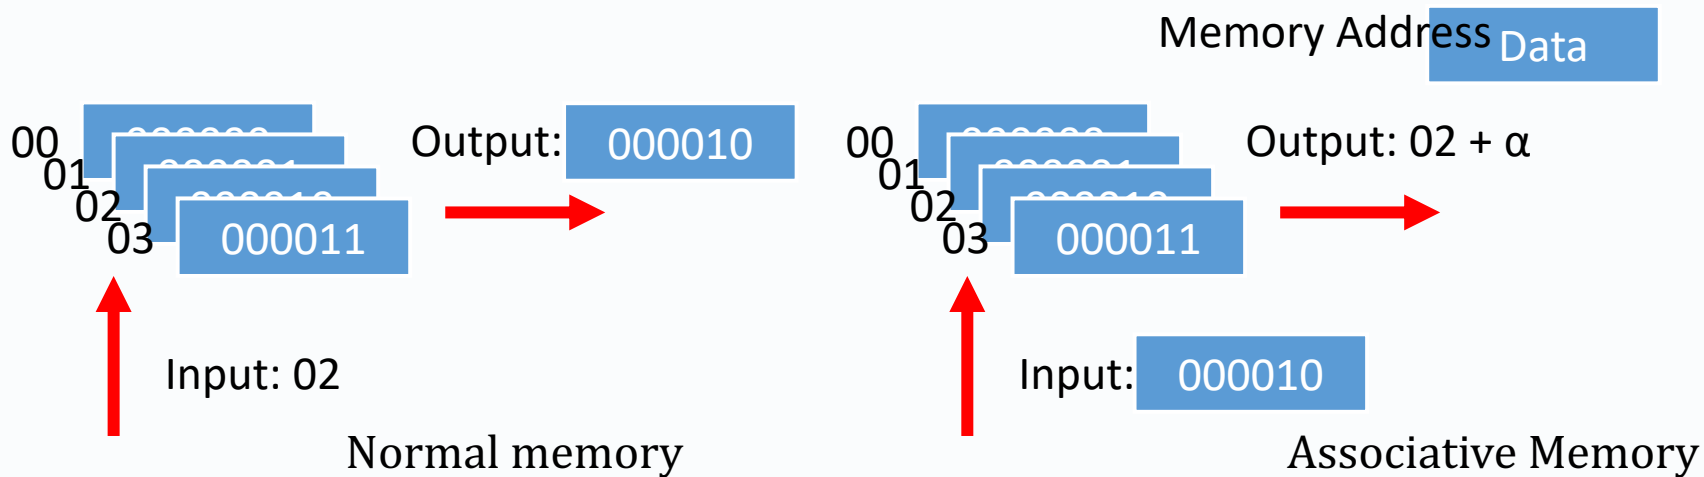 Memory Address Data
00
01
02
03
000011
Output: 000010
Input: 02
Normal memory
00
01
02
03
000011
Output: 02 + α
Input: 000010
Associative Memory